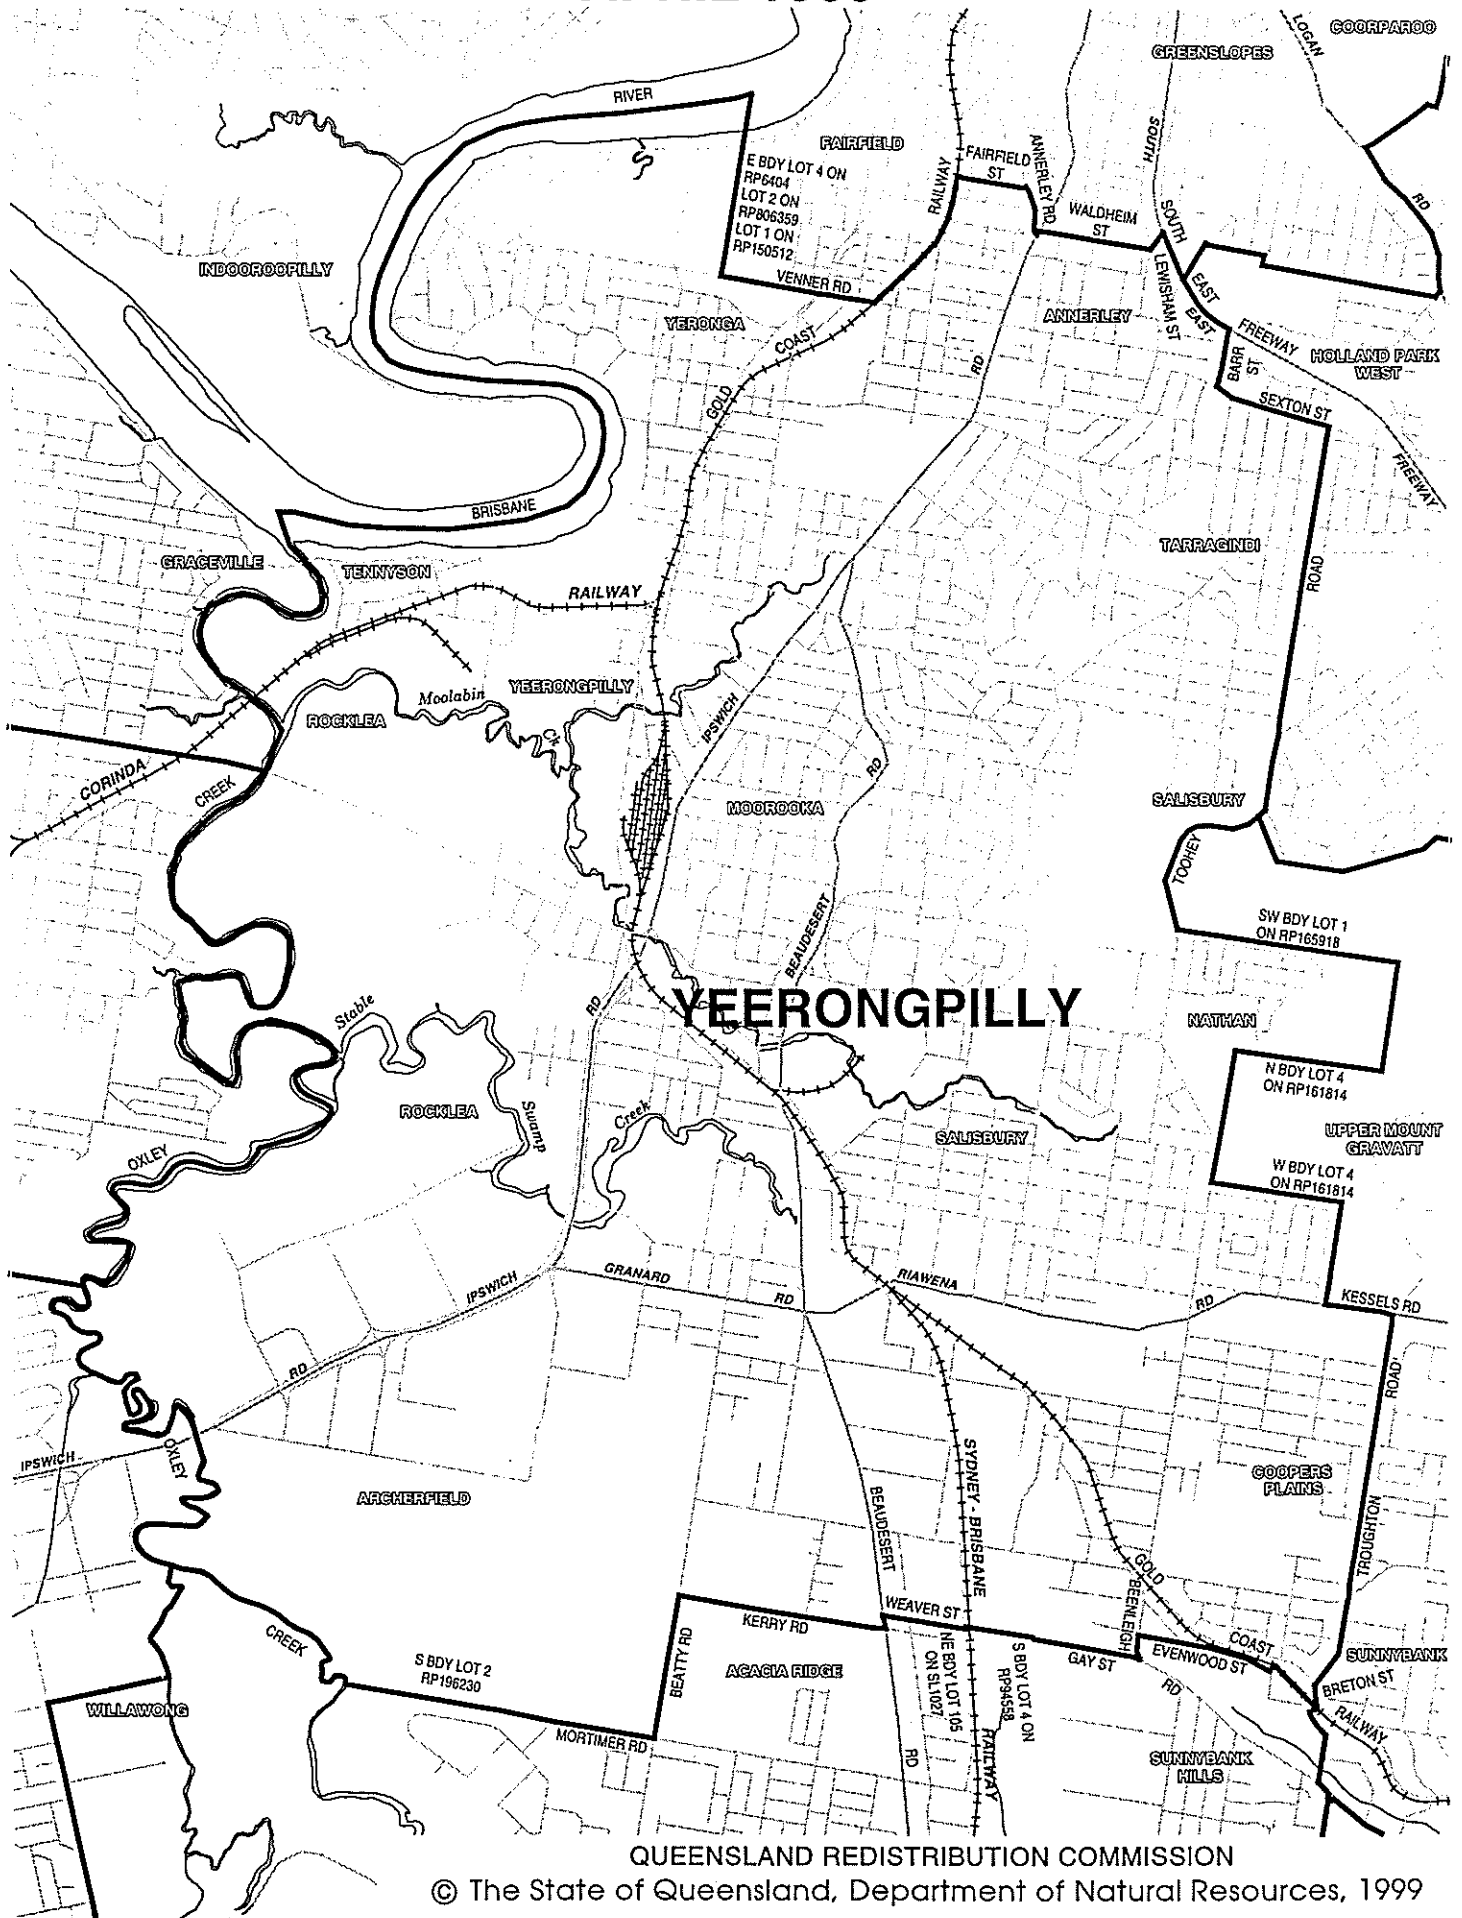 COORPAROO
LOGAN
GREENSLOPES
RIVER
SOUTH
FAIRFIELD
FAIRFIELD
ST
ANNERLEY RD
RAILWAY
E BDY LOT 4 ON
RP6404
LOT 2 ON
RP806359
LOT 1 ON
RP150512
RD
WALDHEIM
ST
SOUTH
INDOOROOPILLY
VENNER RD
EAST
LEWISHAM ST
EAST
YERONGA
ANNERLEY
COAST
FREEWAY
BARR
ST
HOLLAND PARK
WEST
RD
GOLD
SEXTON ST
FREEWAY
BRISBANE
GRACEVILLE
TENNYSON
TARRAGINDI
ROAD
RAILWAY
YEERONGPILLY
Moolabin
ROCKLEA
IPSWICH
Ck
CORINDA
CREEK
RD
MOOROOKA
SALISBURY
TOOHEY
SW BDY LOT 1
ON RP165918
BEAUDESERT
Stable
RD
YEERONGPILLY
NATHAN
N BDY LOT 4
ON RP161814
ROCKLEA
Swamp
Creek
SALISBURY
UPPER MOUNT
GRAVATT
OXLEY
W BDY LOT 4
ON RP161814
GRANARD
RD
RIAWENA
RD
IPSWICH
KESSELS RD
RD
ROAD
IPSWICH
OXLEY
SYDNEY - BRISBANE
COOPERS
PLAINS
ARCHERFIELD
BEAUDESERT
TROUGHTON
GOLD
BEENLEIGH
WEAVER ST
KERRY RD
CREEK
COAST
EVENWOOD ST
GAY ST
SUNNYBANK
S BDY LOT 2
RP196230
BEATTY RD
ACACIA RIDGE
NE BDY LOT 105
ON SL1027
S BDY LOT 4 ON
RP94558
RD
BRETON ST
WILLAWONG
MORTIMER RD
RD
RAILWAY
RAILWAY
SUNNYBANK
HILLS
QUEENSLAND REDISTRIBUTION COMMISSION
© The State of Queensland, Department of Natural Resources, 1999